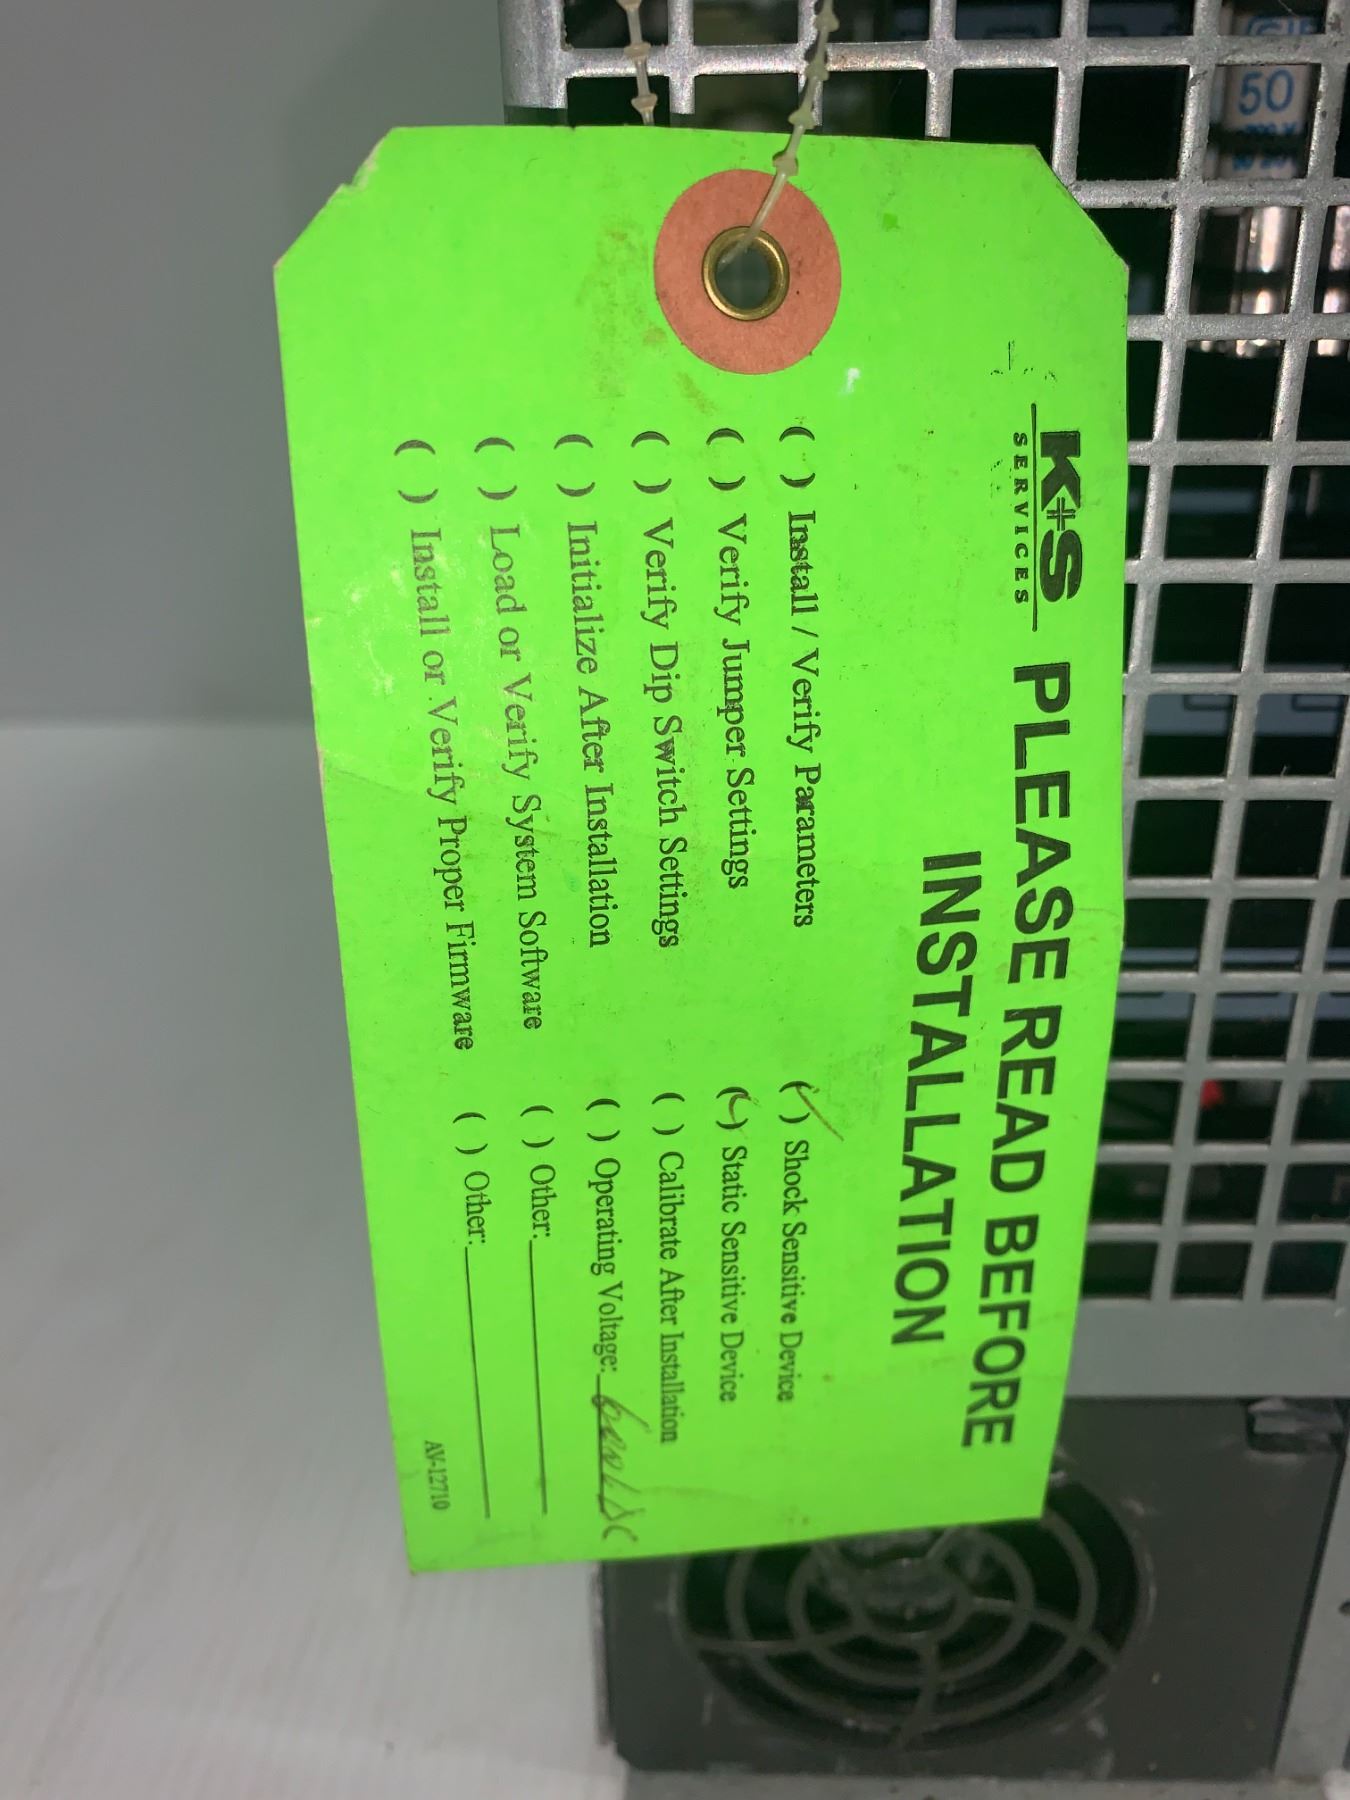 K+S
SERVICES
PLEASE READ BEFORE
INSTALLATION
( ) Install / Verify Parameters
( ) Verify Jumper Settings
( ) Verify Dip Switch Settings
( ) Initialize After Installation
( ) Load or Verify System Software
( ) Install or Verify Proper Firmware
(✓) Shock Sensitive Device
(✓) Static Sensitive Device
( ) Calibrate After Installation
( ) Operating Voltage:
( ) Other:
( ) Other:
AV-12710
50